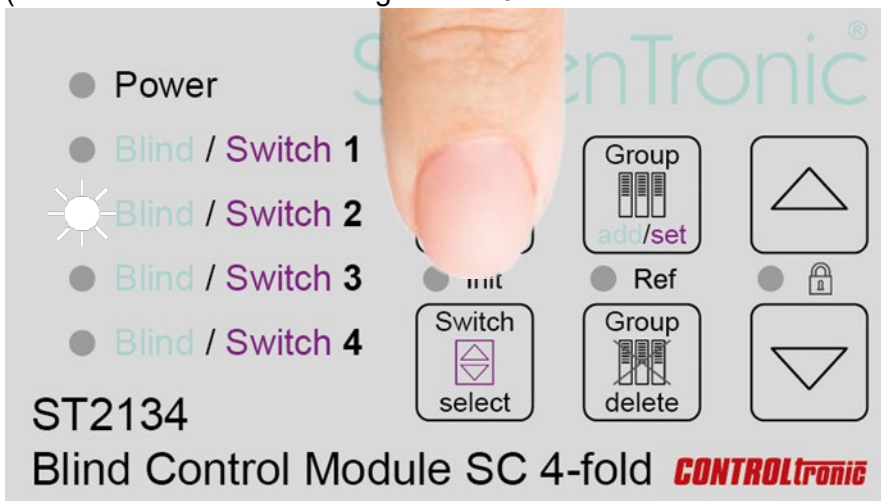 Power
Blind / Switch 1
Blind / Switch 2
Blind / Switch 3
Blind / Switch 4
Group
add/set
Init
Ref
Switch
select
Group
delete
ST2134
Blind Control Module SC 4-fold CONTROLtronic